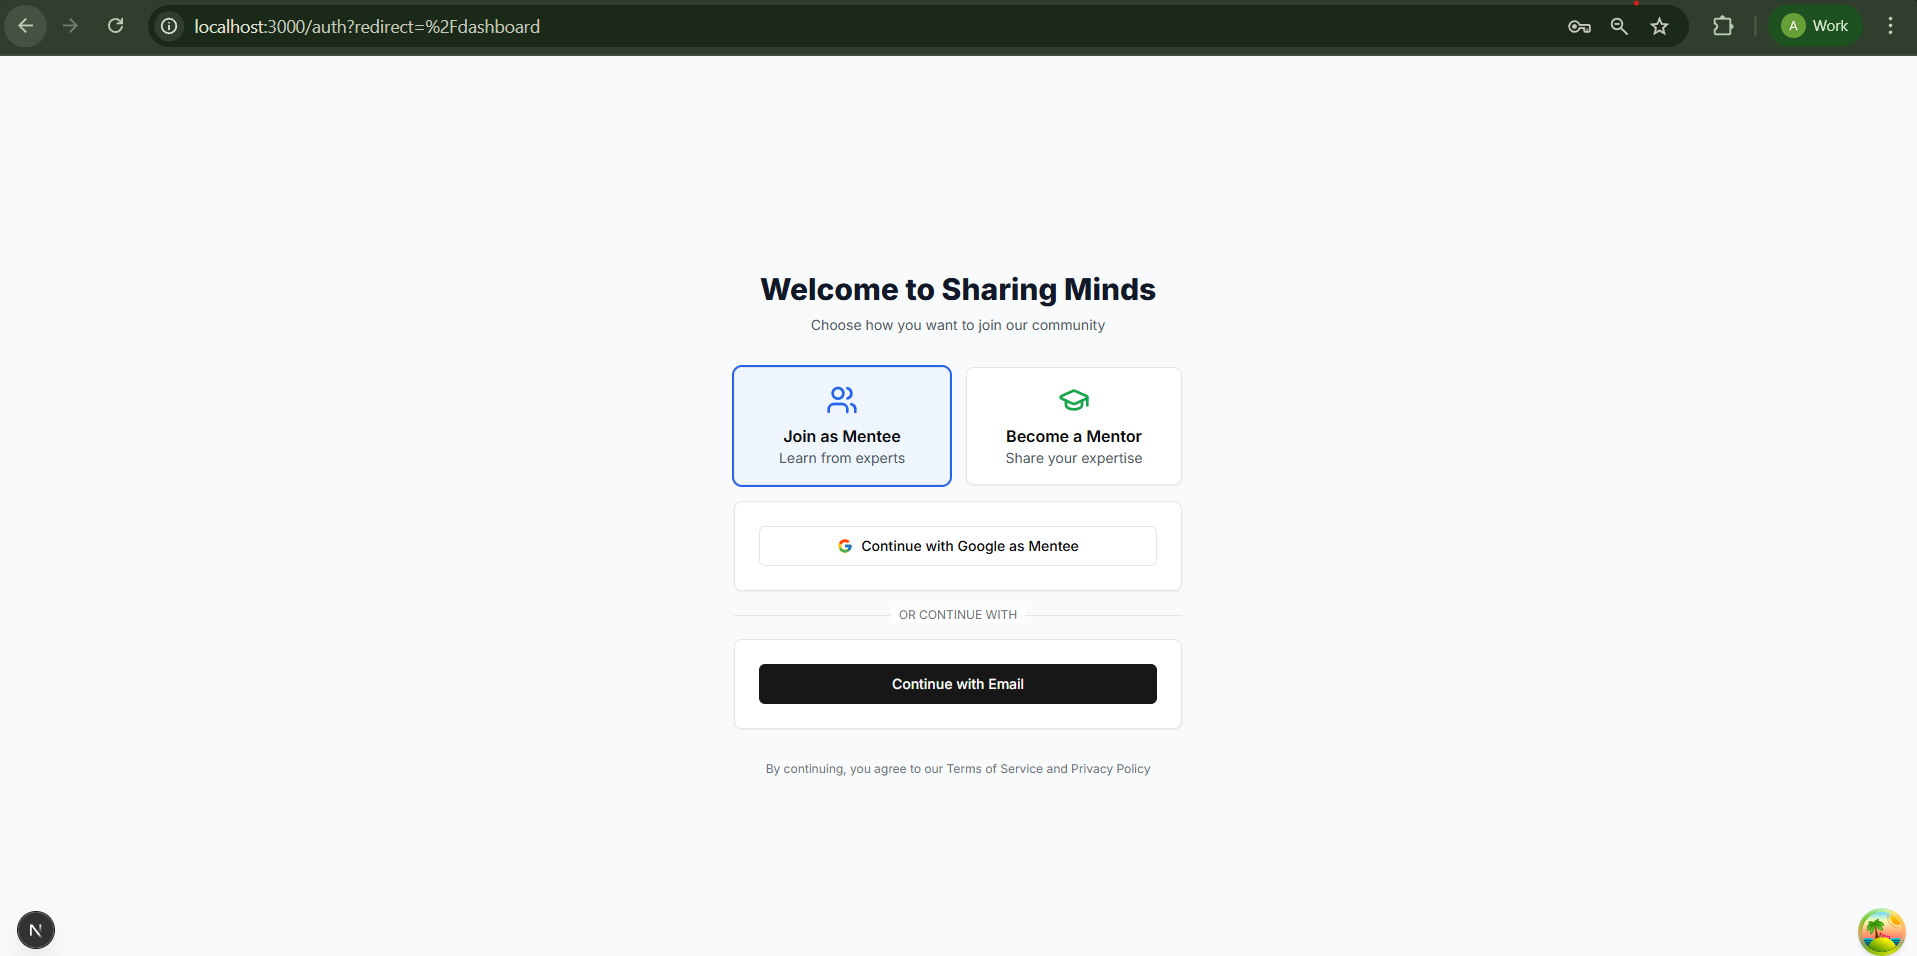 localhost:3000/auth?redirect=%2Fdashboard
A Work
Welcome to Sharing Minds
Choose how you want to join our community
Join as Mentee
Learn from experts
Become a Mentor
Share your expertise
Continue with Google as Mentee
OR CONTINUE WITH
Continue with Email
By continuing, you agree to our Terms of Service and Privacy Policy
N